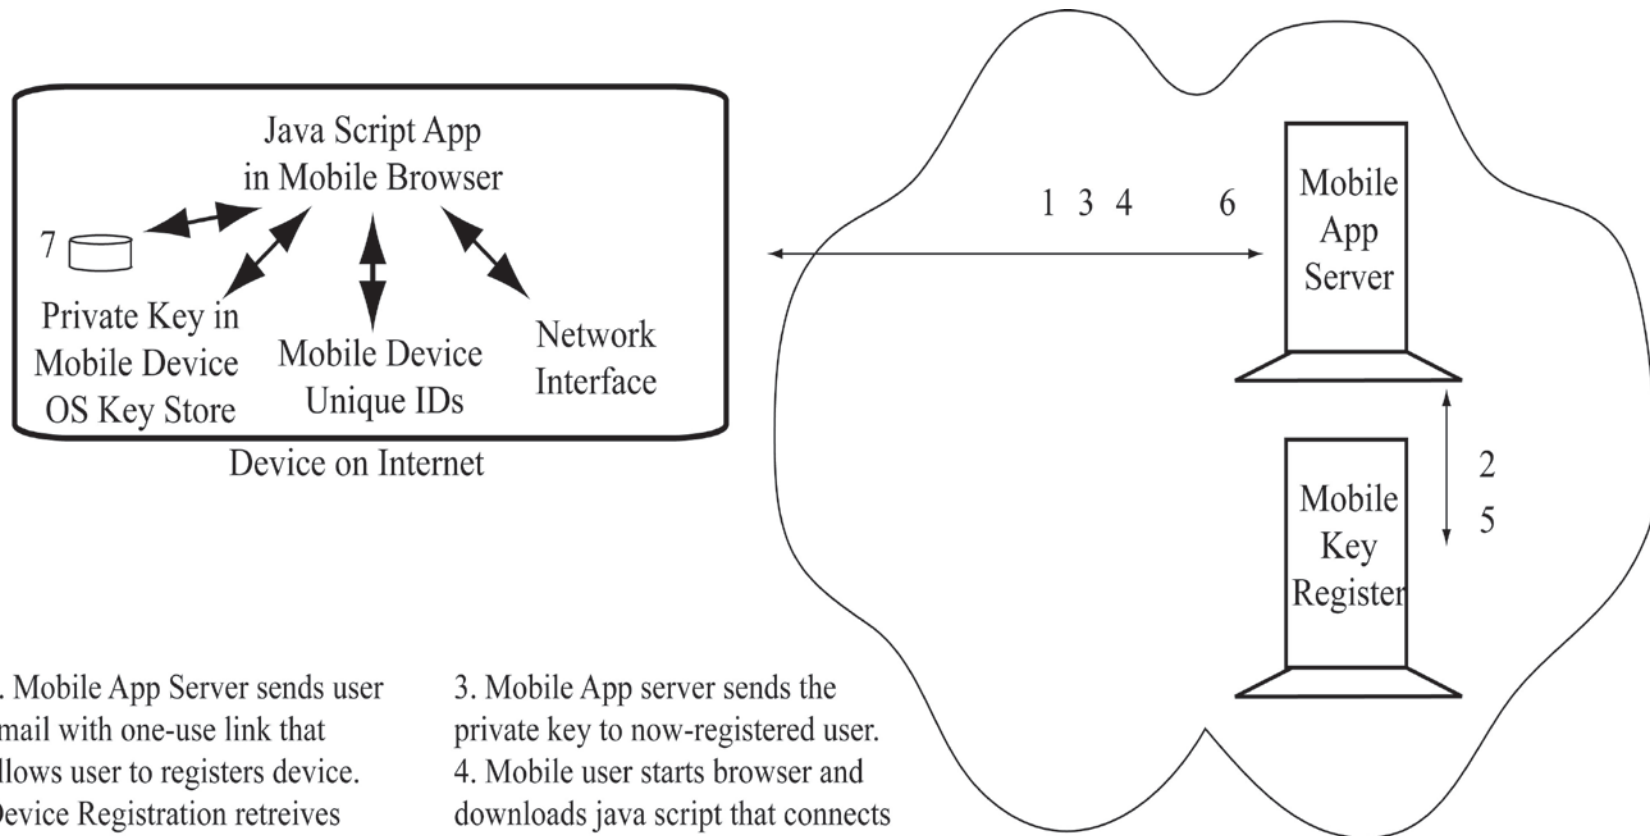 Java Script App
in Mobile Browser
7
Private Key in
Mobile Device
OS Key Store
Mobile Device
Unique IDs
Network
Interface
Device on Internet
1 3 4 6
Mobile
App
Server
2
5
Mobile
Key
Register
. Mobile App Server sends user
mail with one-use link that
llows user to registers device.
Device Registration retreives
3. Mobile App server sends the
private key to now-registered user.
4. Mobile user starts browser and
downloads java script that connects